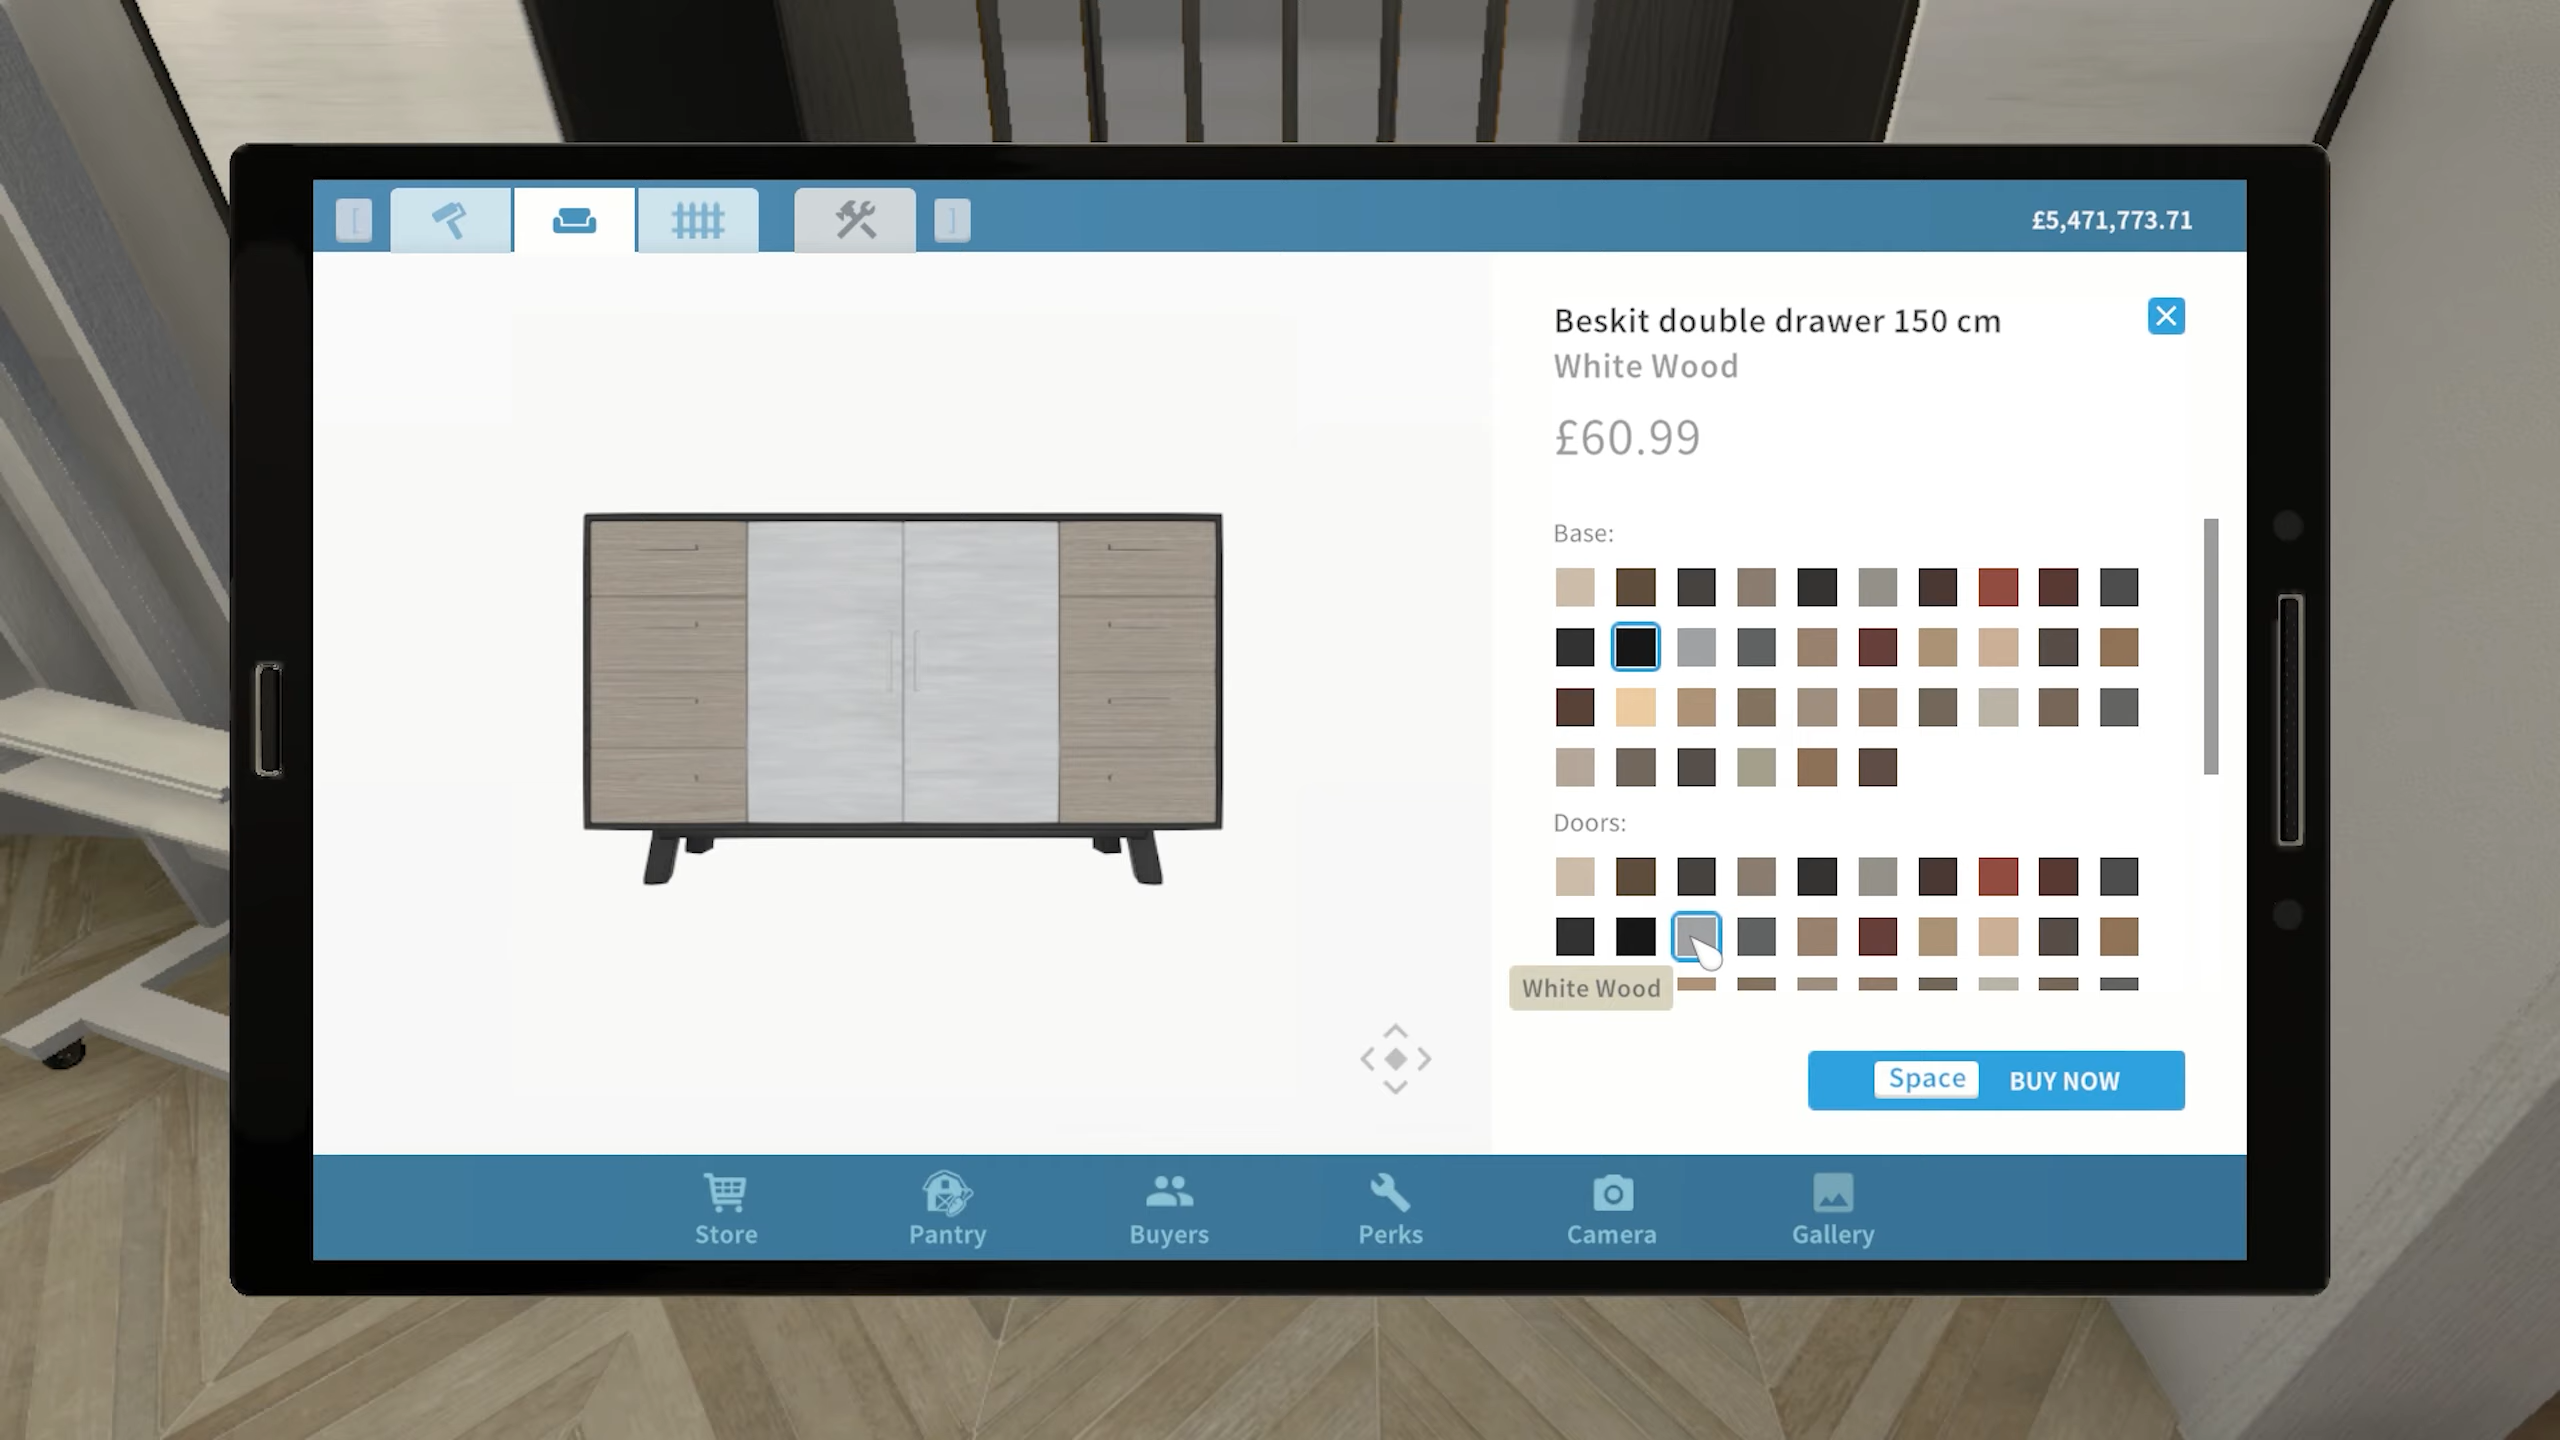 [
]
£5,471,773.71
Beskit double drawer 150 cm
White Wood
£60.99
Base:
Doors:
White Wood
Space BUY NOW
Store
Pantry
Buyers
Perks
Camera
Gallery